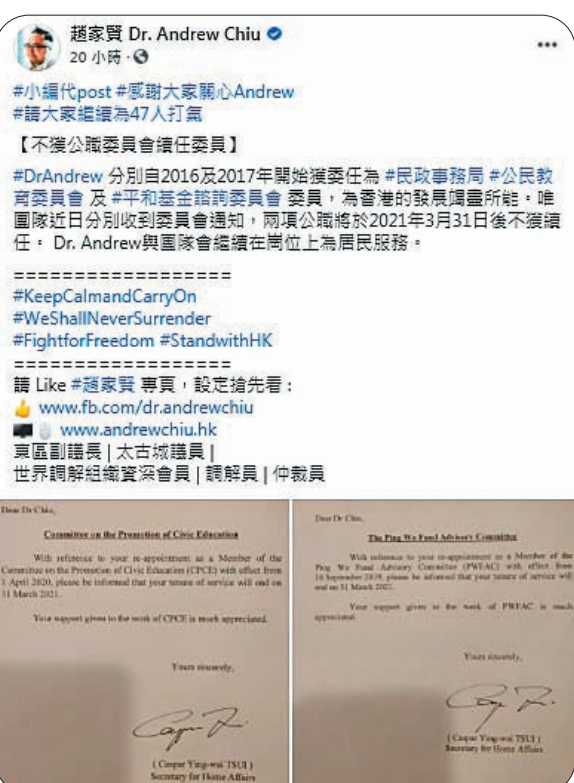 趙家賢 Dr. Andrew Chiu
20 小時 ·
#小編代post #感謝大家關心Andrew
#請大家繼續為47人打氣
【不獲公職委員會續任委員】
#DrAndrew 分別自2016及2017年開始獲委任為 #民政事務局 #公民教
育委員會 及 #平和基金諮詢委員會 委員，為香港的發展竭盡所能。唯
團隊近日分別收到委員會通知，兩項公職將於2021年3月31日後不獲續
任。 Dr. Andrew與團隊會繼續在崗位上為居民服務。
==================
#KeepCalmandCarryOn
#WeShallNeverSurrender
#FightforFreedom #StandwithHK
==================
請 Like #趙家賢 專頁，設定搶先看：
👍 www.fb.com/dr.andrewchiu
www.andrewchiu.hk
東區副議長 | 太古城議員 |
世界調解組織資深會員 | 調解員 | 仲裁員
Dear Dr Chiu,
Committee on the Promotion of Civic Education
With reference to your re-appointment as a Member of the
Committee on the Promotion of Civic Education (CPCE) with effect from
1 April 2020, please be informed that your tenure of service will end on
31 March 2021.
Your support given to the work of CPCE is much appreciated.
Yours sincerely,
( Caspar Ying-wai TSUI )
Secretary for Home Affairs
Dear Dr Chiu,
The Ping Wo Fund Advisory Committee
With reference to your re-appointment as a Member of the
Ping Wo Fund Advisory Committee (PWFAC) with effect from
16 September 2019, please be informed that your tenure of service will
end on 31 March 2021.
Your support given to the work of PWFAC is much
appreciated.
Yours sincerely,
( Caspar Ying-wai TSUI )
Secretary for Home Affairs